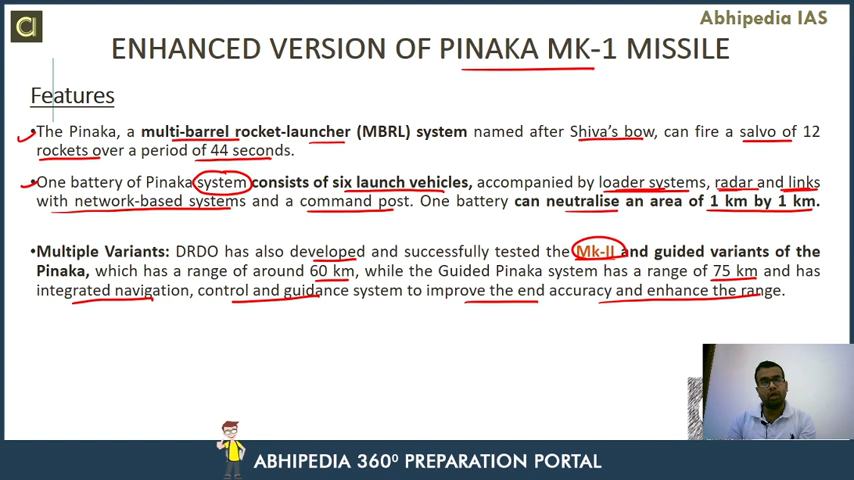 Abhipedia IAS
a
ENHANCED VERSION OF PINAKA MK-1 MISSILE
Features
•The Pinaka, a multi-barrel rocket-launcher (MBRL) system named after Shiva's bow, can fire a salvo of 12
rockets over a period of 44 seconds.
•One battery of Pinaka system consists of six launch vehicles, accompanied by loader systems, radar and links
with network-based systems and a command post. One battery can neutralise an area of 1 km by 1 km.
•Multiple Variants: DRDO has also developed and successfully tested the Mk-II and guided variants of the
Pinaka, which has a range of around 60 km, while the Guided Pinaka system has a range of 75 km and has
integrated navigation, control and guidance system to improve the end accuracy and enhance the range.
ABHIPEDIA 360⁰ PREPARATION PORTAL